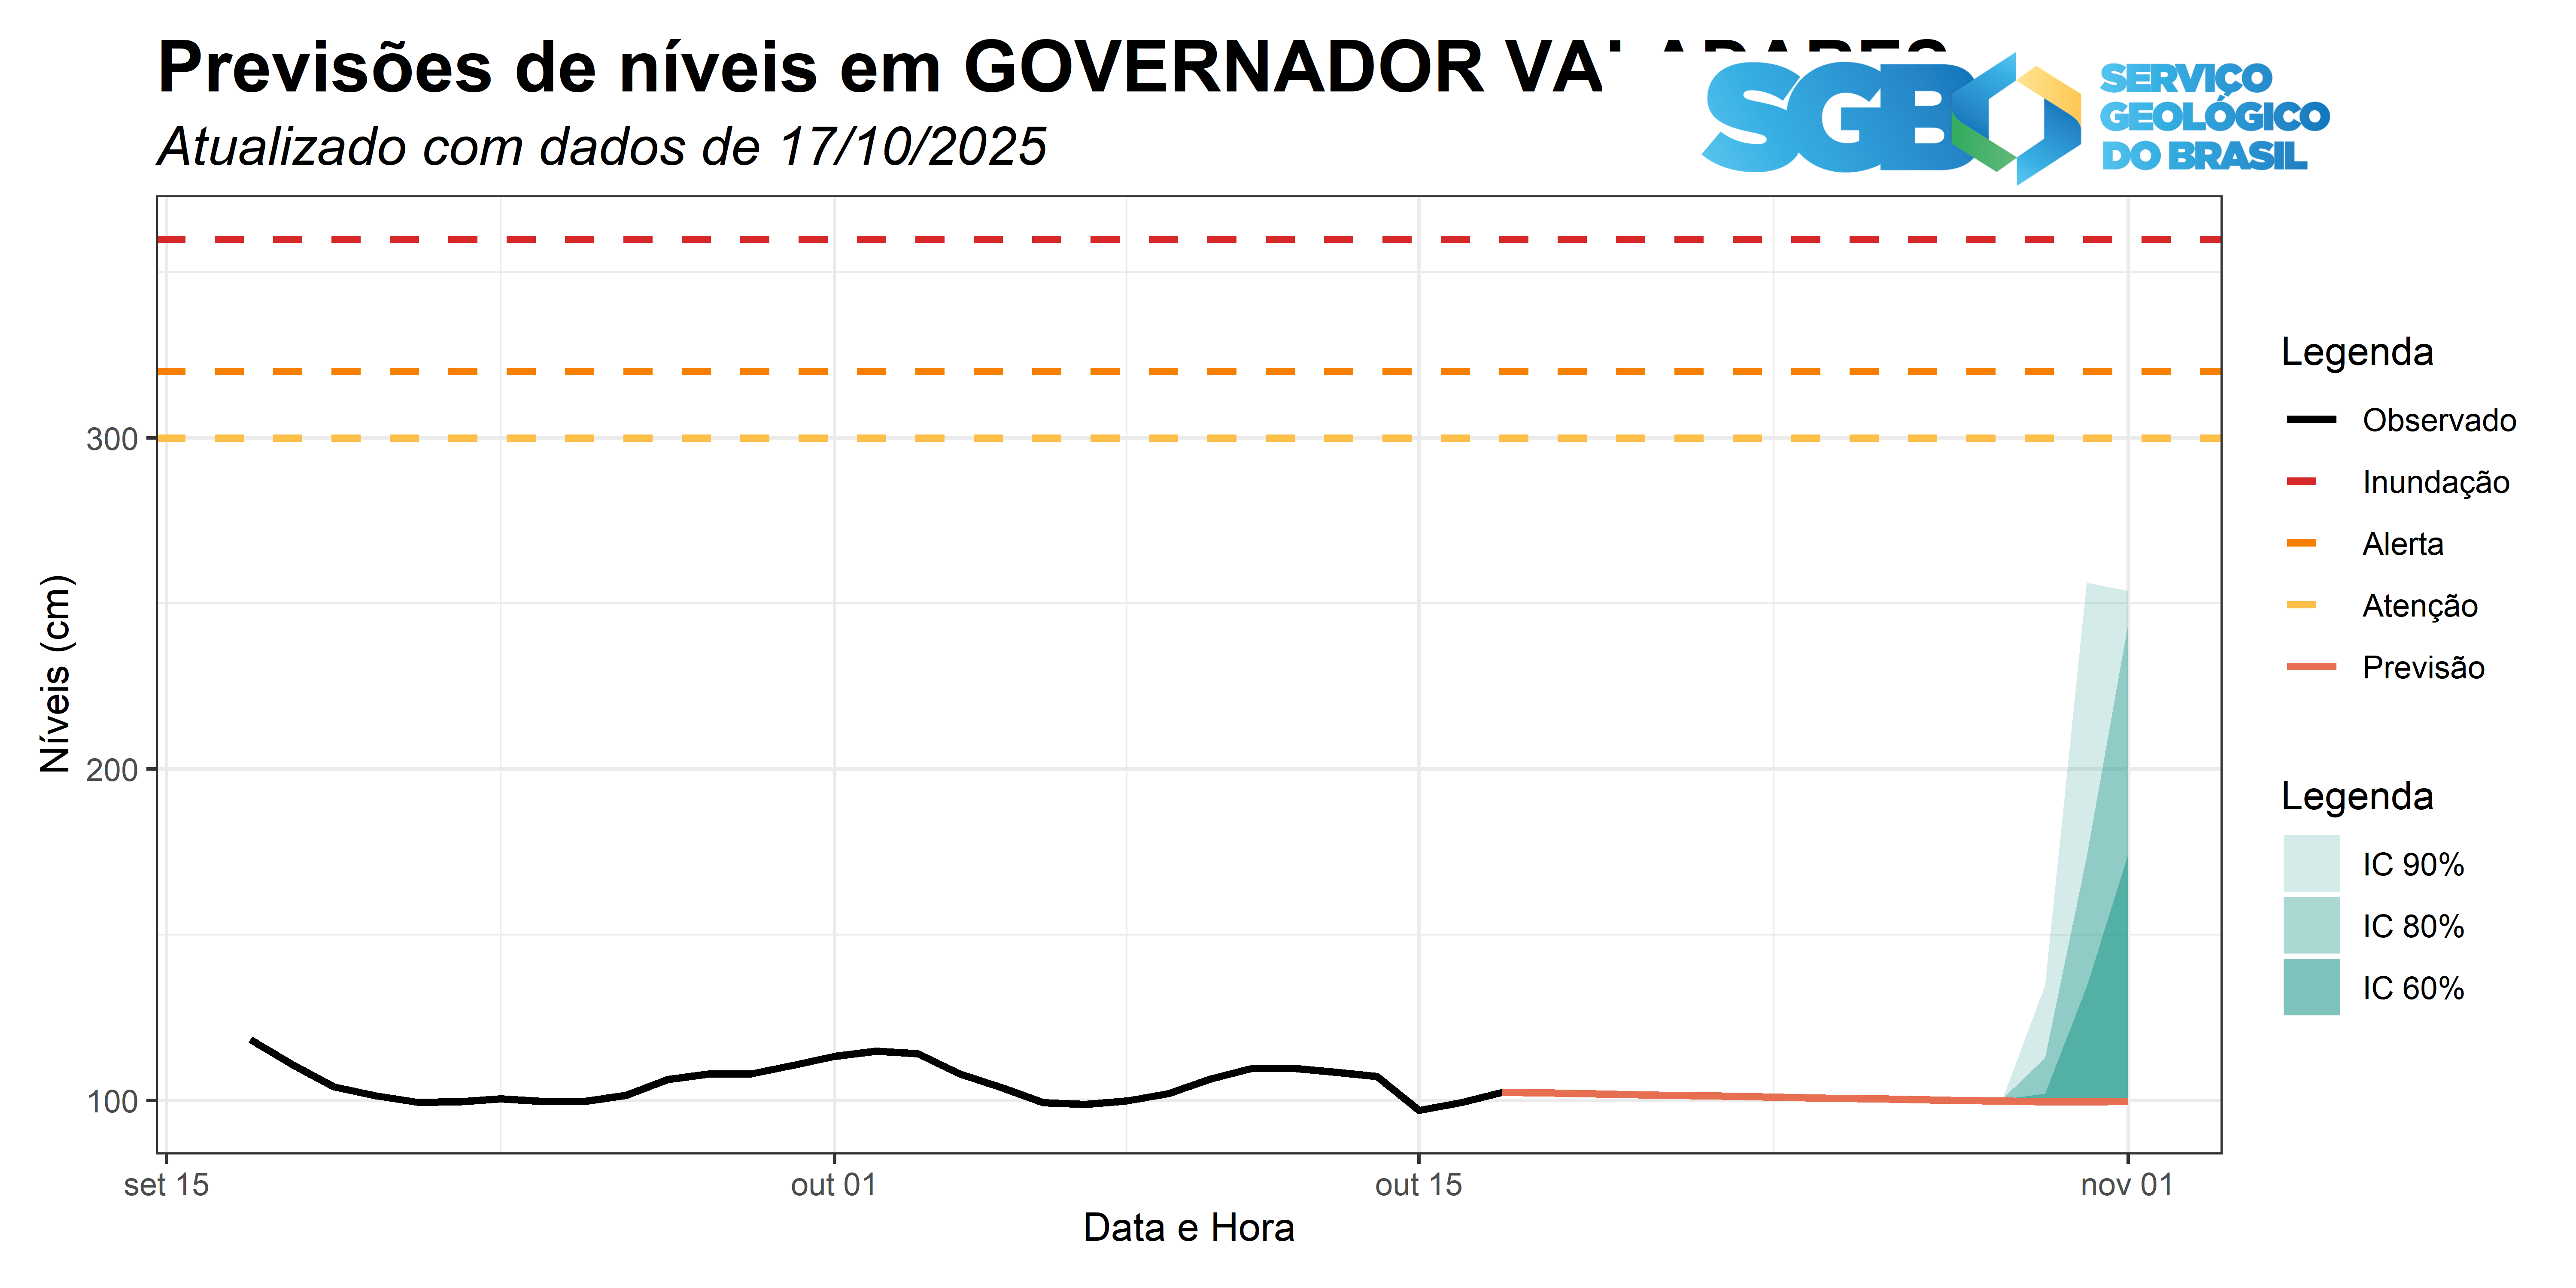 Previsões de níveis em GOVERNADOR
Atualizado com dados de 17/10/2025
SGB
SERVIÇO
GEOLÓGICO
DO BRASIL
Níveis (cm)
300
200
100
set 15
out 01
out 15
nov 01
Data e Hora
Legenda
Observado
Inundação
Alerta
Atenção
Previsão
Legenda
IC 90%
IC 80%
IC 60%